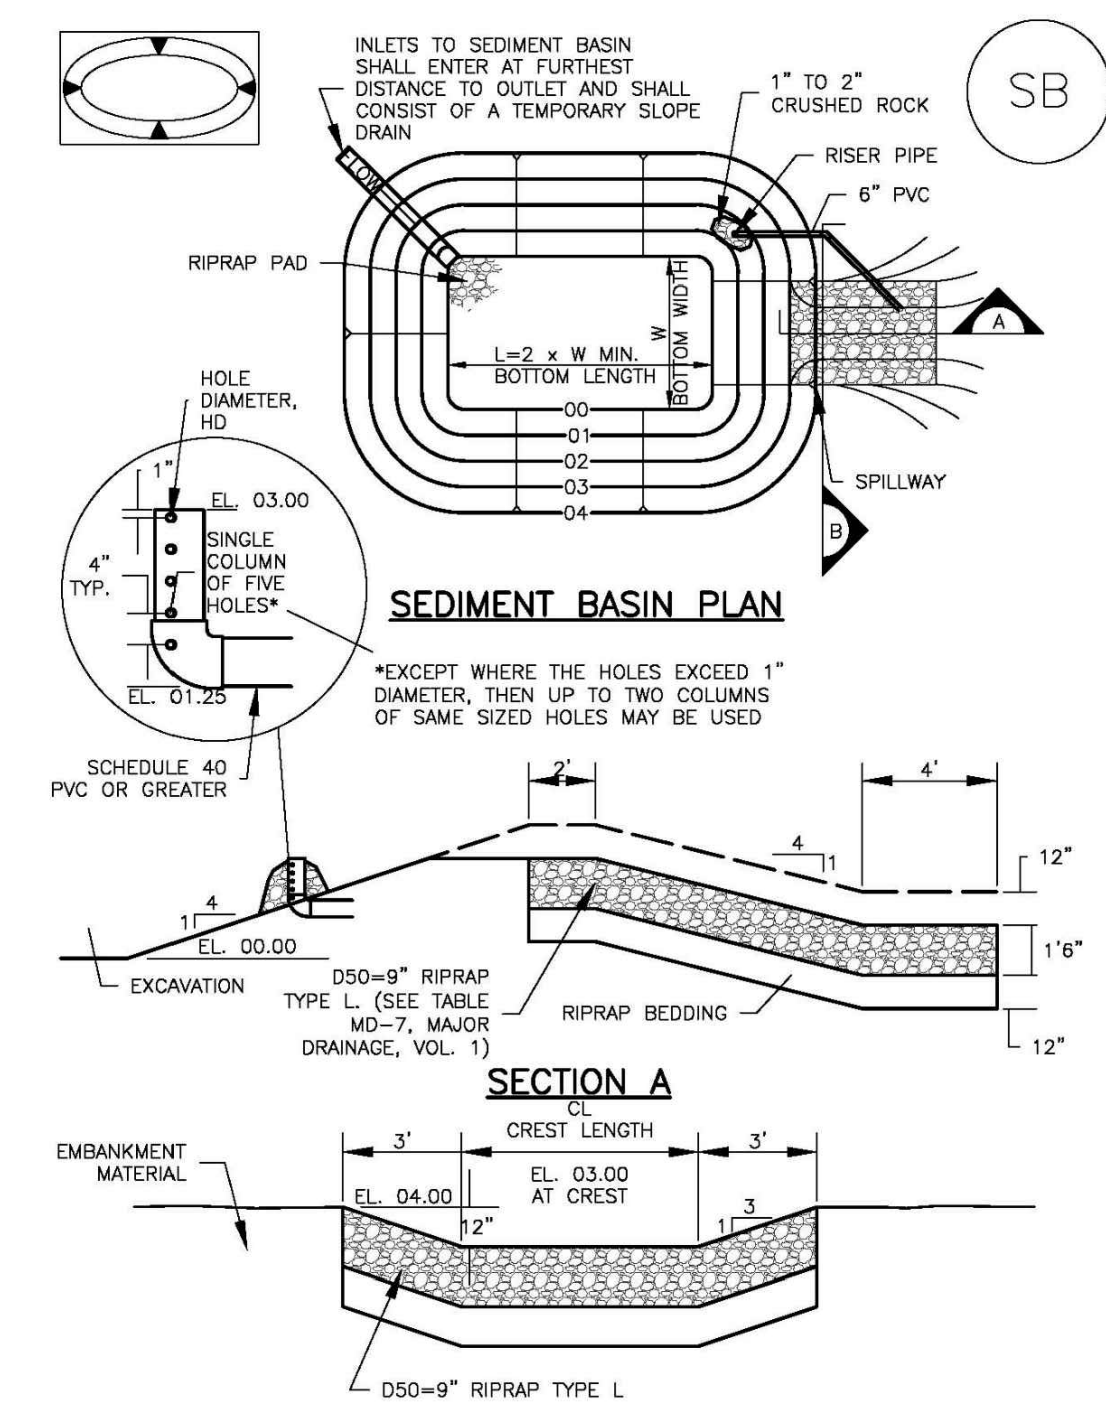 INLETS TO SEDIMENT BASIN
SHALL ENTER AT FURTHEST
DISTANCE TO OUTLET AND SHALL
CONSIST OF A TEMPORARY SLOPE
DRAIN
1" TO 2"
CRUSHED ROCK
SB
RISER PIPE
6" PVC
FLOW
RIPRAP PAD
W
BOTTOM WIDTH
L=2 x W MIN.
BOTTOM LENGTH
A
00
01
02
03
04
SPILLWAY
B
HOLE
DIAMETER,
HD
1"
EL. 03.00
SINGLE
COLUMN
OF FIVE
HOLES*
4"
TYP.
EL. 01.25
SEDIMENT BASIN PLAN
*EXCEPT WHERE THE HOLES EXCEED 1"
DIAMETER, THEN UP TO TWO COLUMNS
OF SAME SIZED HOLES MAY BE USED
SCHEDULE 40
PVC OR GREATER
2'
4'
4
1
12"
4
1
EL. 00.00
EXCAVATION
1'6"
D50=9" RIPRAP
TYPE L. (SEE TABLE
MD-7, MAJOR
DRAINAGE, VOL. 1)
RIPRAP BEDDING
12"
SECTION A
CL
CREST LENGTH
3'
3'
EMBANKMENT
MATERIAL
EL. 04.00
EL. 03.00
AT CREST
12"
3
1
D50=9" RIPRAP TYPE L